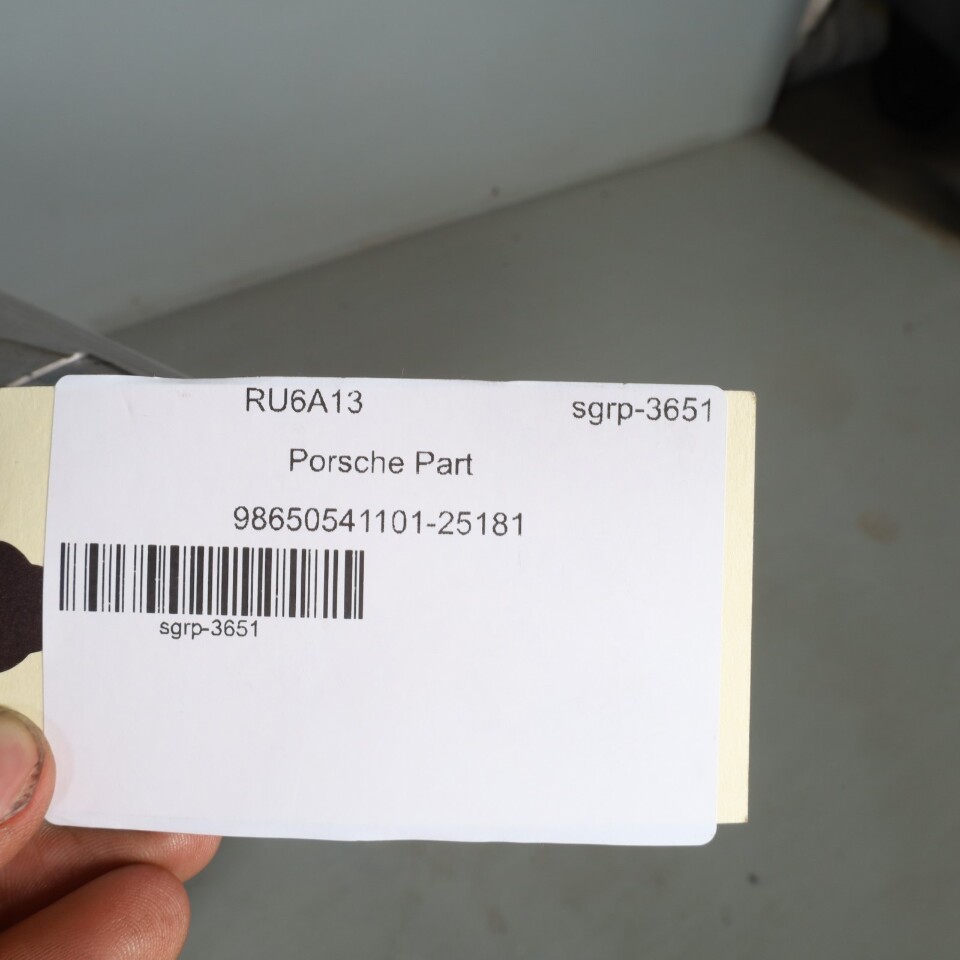 RU6A13 sgrp-3651
Porsche Part
98650541101-25181
sgrp-3651